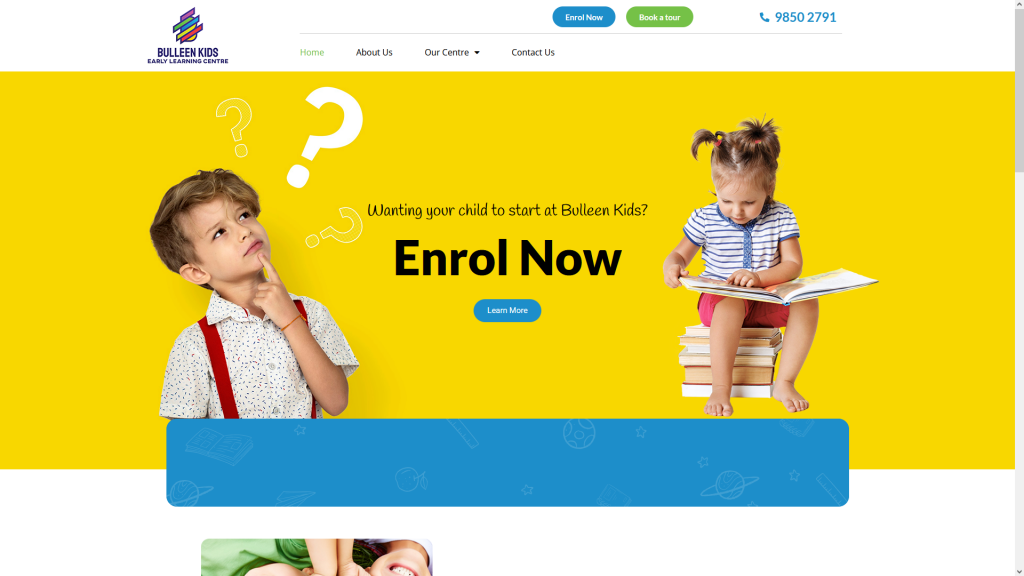 BULLEEN KIDS
EARLY LEARNING CENTRE
Enrol Now
Book a tour
9850 2791
Home
About Us
Our Centre
Contact Us
? ? ?
Wanting your child to start at Bulleen Kids?
Enrol Now
Learn More